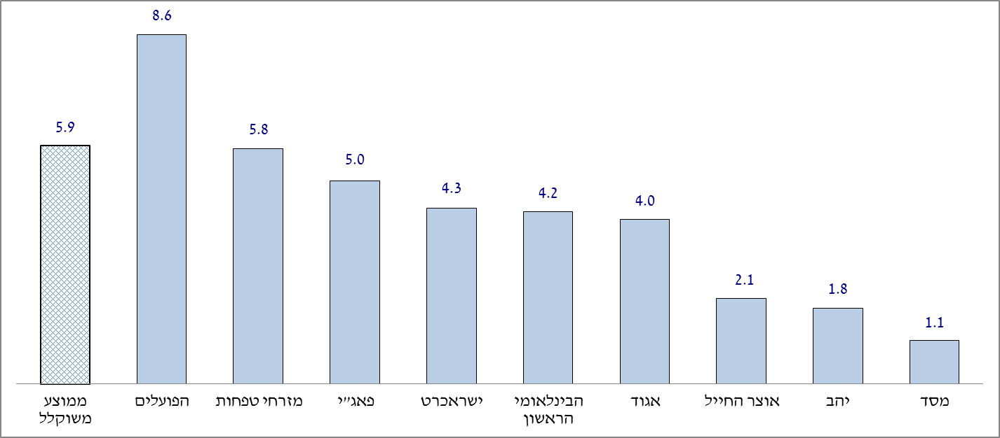 8.6
5.9
5.8
5.0
4.3
4.2
4.0
2.1
1.8
1.1
ממוצע
משוקלל
הפועלים
מזרחי טפחות
פאג״י
ישראכרט
הבינלאומי
הראשון
אגוד
אוצר החייל
יהב
מסד